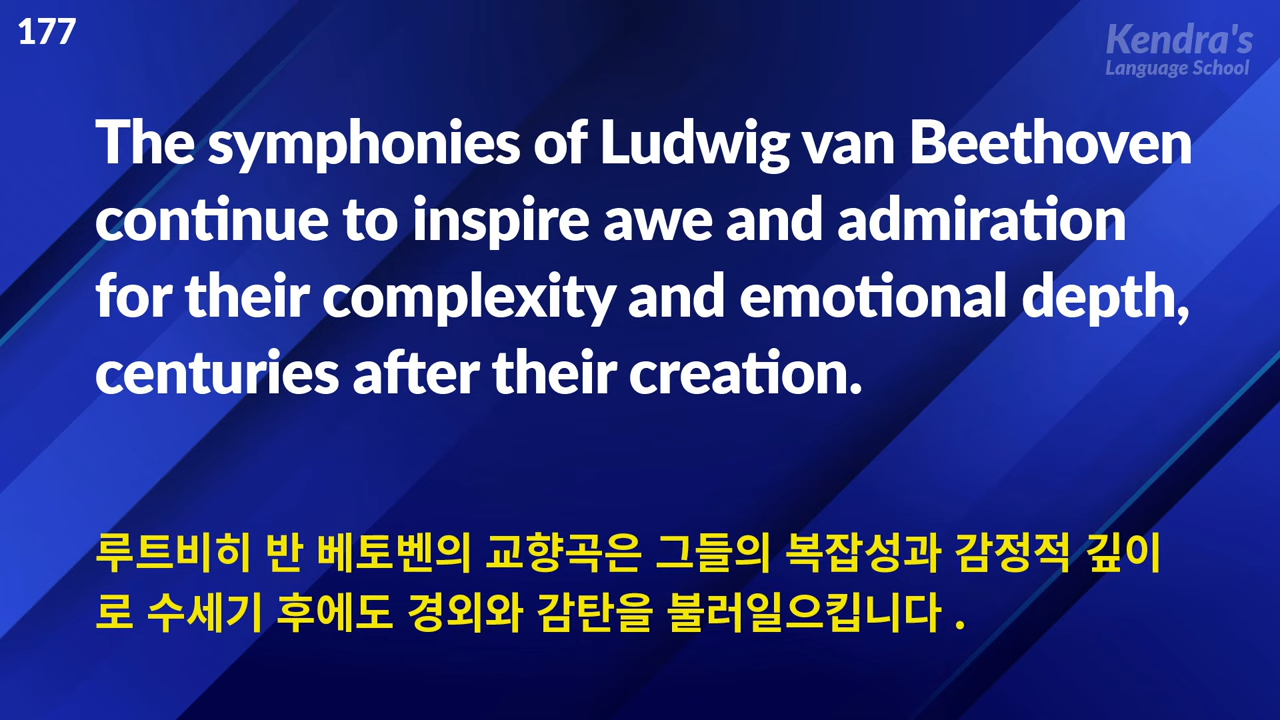 177
Kendra's
Language School
The symphonies of Ludwig van Beethoven
continue to inspire awe and admiration
for their complexity and emotional depth,
centuries after their creation.
루트비히 반 베토벤의 교향곡은 그들의 복잡성과 감정적 깊이
로 수세기 후에도 경외와 감탄을 불러일으킵니다 .